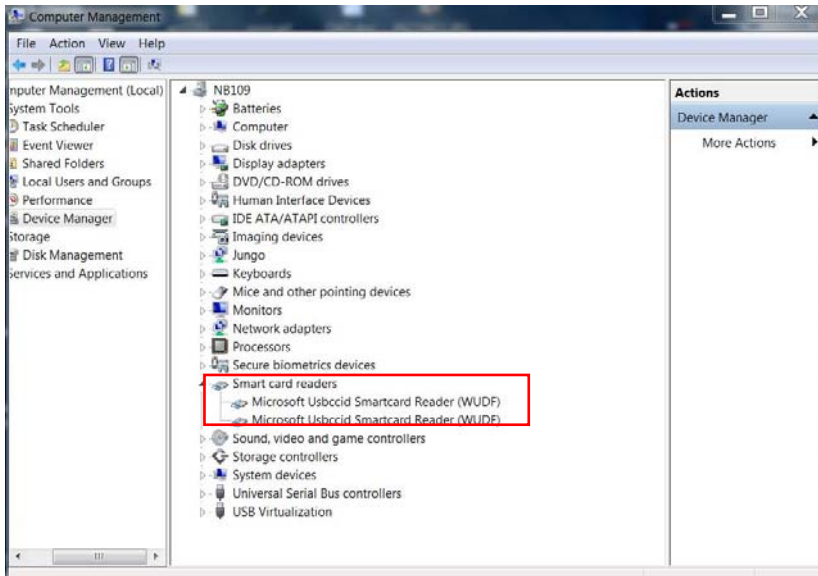 Computer Management
File Action View Help
nputer Management (Local)
System Tools
Task Scheduler
Event Viewer
Shared Folders
Local Users and Groups
Performance
Device Manager
Storage
Disk Management
Services and Applications
NB109
Batteries
Computer
Disk drives
Display adapters
DVD/CD-ROM drives
Human Interface Devices
IDE ATA/ATAPI controllers
Imaging devices
Jungo
Keyboards
Mice and other pointing devices
Monitors
Network adapters
Processors
Secure biometrics devices
Smart card readers
Microsoft Usbccid Smartcard Reader (WUDF)
Microsoft Usbccid Smartcard Reader (WUDF)
Sound, video and game controllers
Storage controllers
System devices
Universal Serial Bus controllers
USB Virtualization
Actions
Device Manager
More Actions